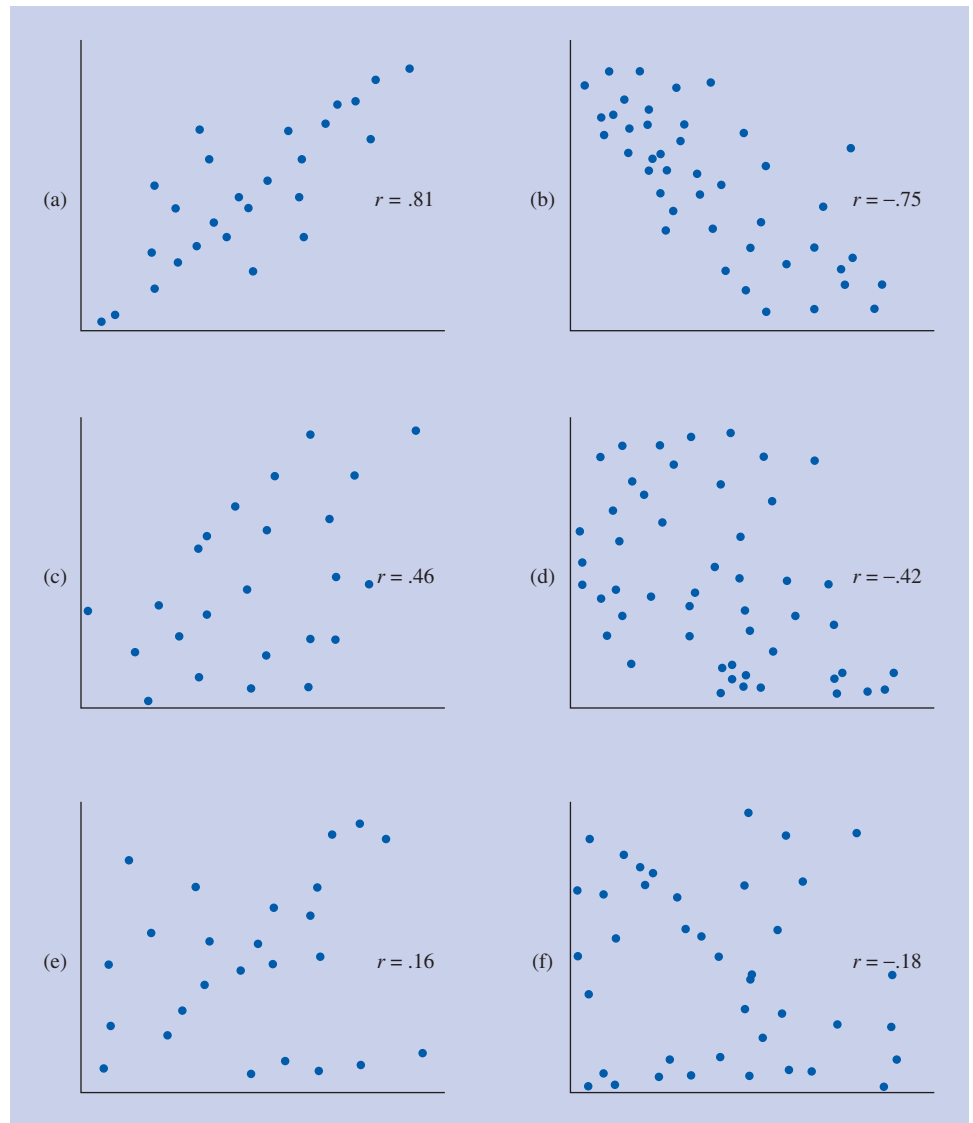 (a)
r = .81
(b)
r = –.75
(c)
r = .46
(d)
r = –.42
(e)
r = .16
(f)
r = –.18